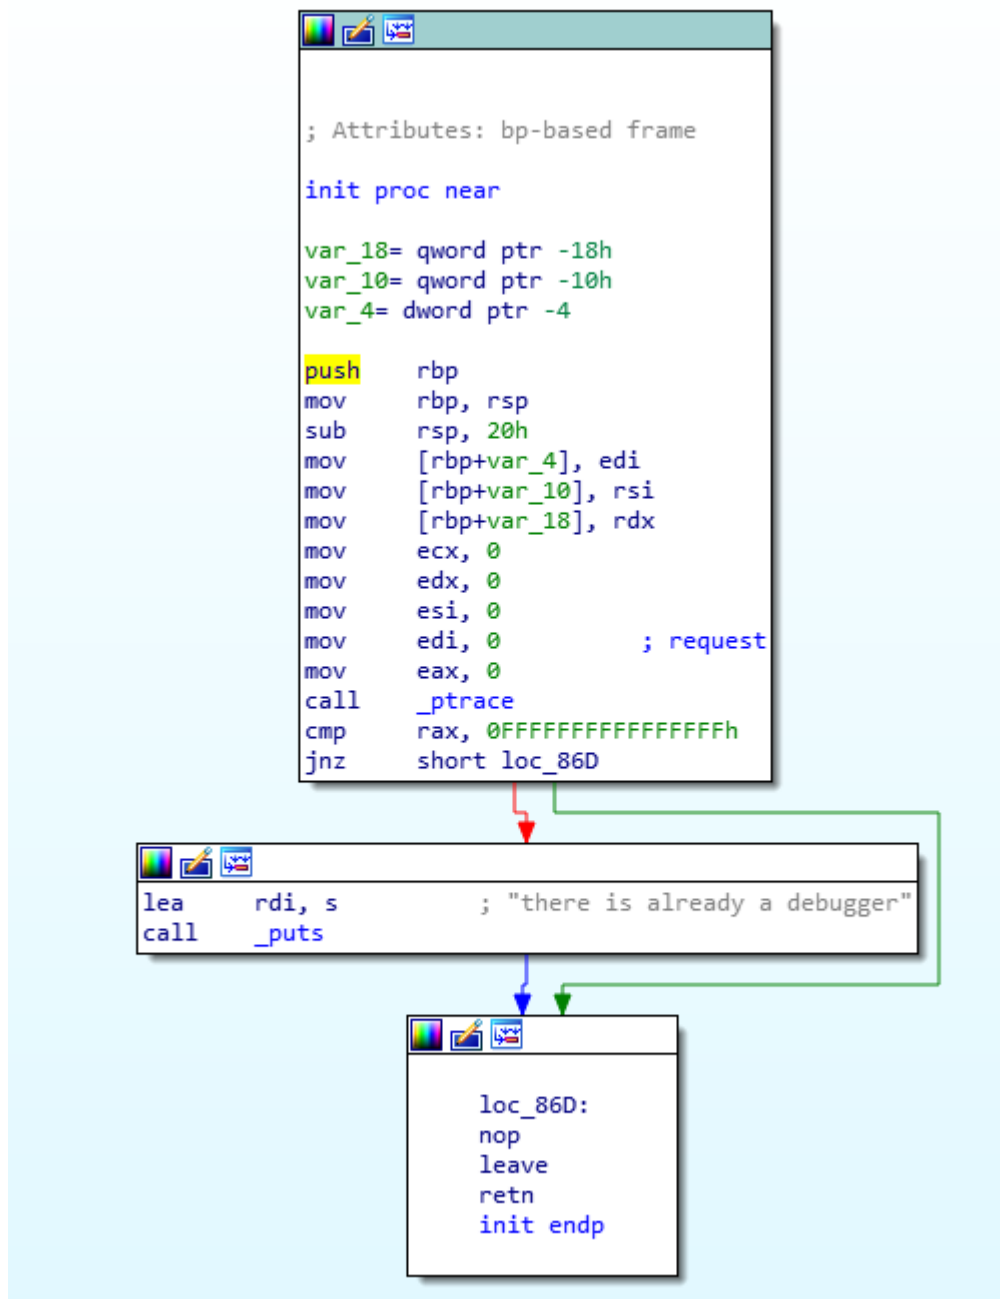 ; Attributes: bp-based frame
init proc near
var_18= qword ptr -18h
var_10= qword ptr -10h
var_4= dword ptr -4
push rbp
mov rbp, rsp
sub rsp, 20h
mov [rbp+var_4], edi
mov [rbp+var_10], rsi
mov [rbp+var_18], rdx
mov ecx, 0
mov edx, 0
mov esi, 0
mov edi, 0 ; request
mov eax, 0
call _ptrace
cmp rax, 0FFFFFFFFFFFFFFFFh
jnz short loc_86D
lea rdi, s ; "there is already a debugger"
call _puts
loc_86D:
nop
leave
retn
init endp